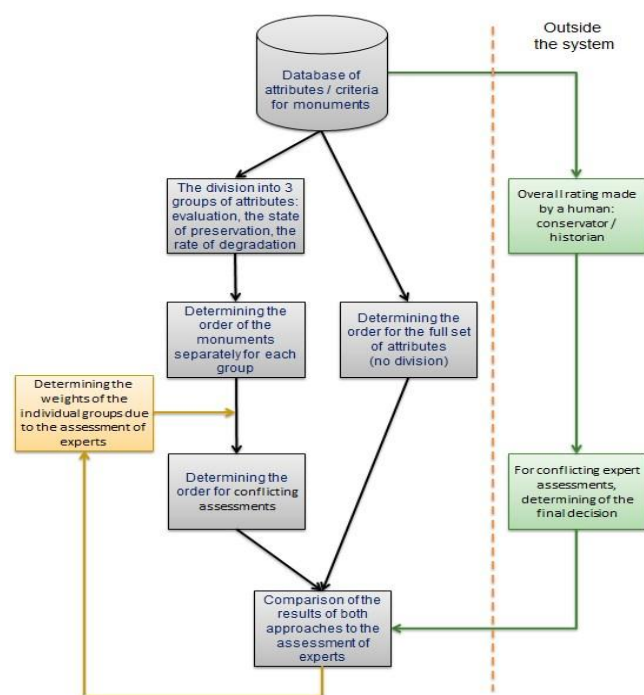 Outside
the system
Database of
attributes / criteria
for monuments
The division into 3
groups of attributes:
evaluation, the state
of preservation, the
rate of degradation
Overall rating made
by a human:
conservator /
historian
Determining the
order of the
monuments
separately for each
group
Determining the
order for the full set
of attributes
(no division)
Determining the
weights of the
individual groups due
to the assessment of
experts
Determining the
order for conflicting
assessments
For conflicting expert
assessments,
determining of the
final decision
Comparison of the
results of both
approaches to the
assessment of
experts